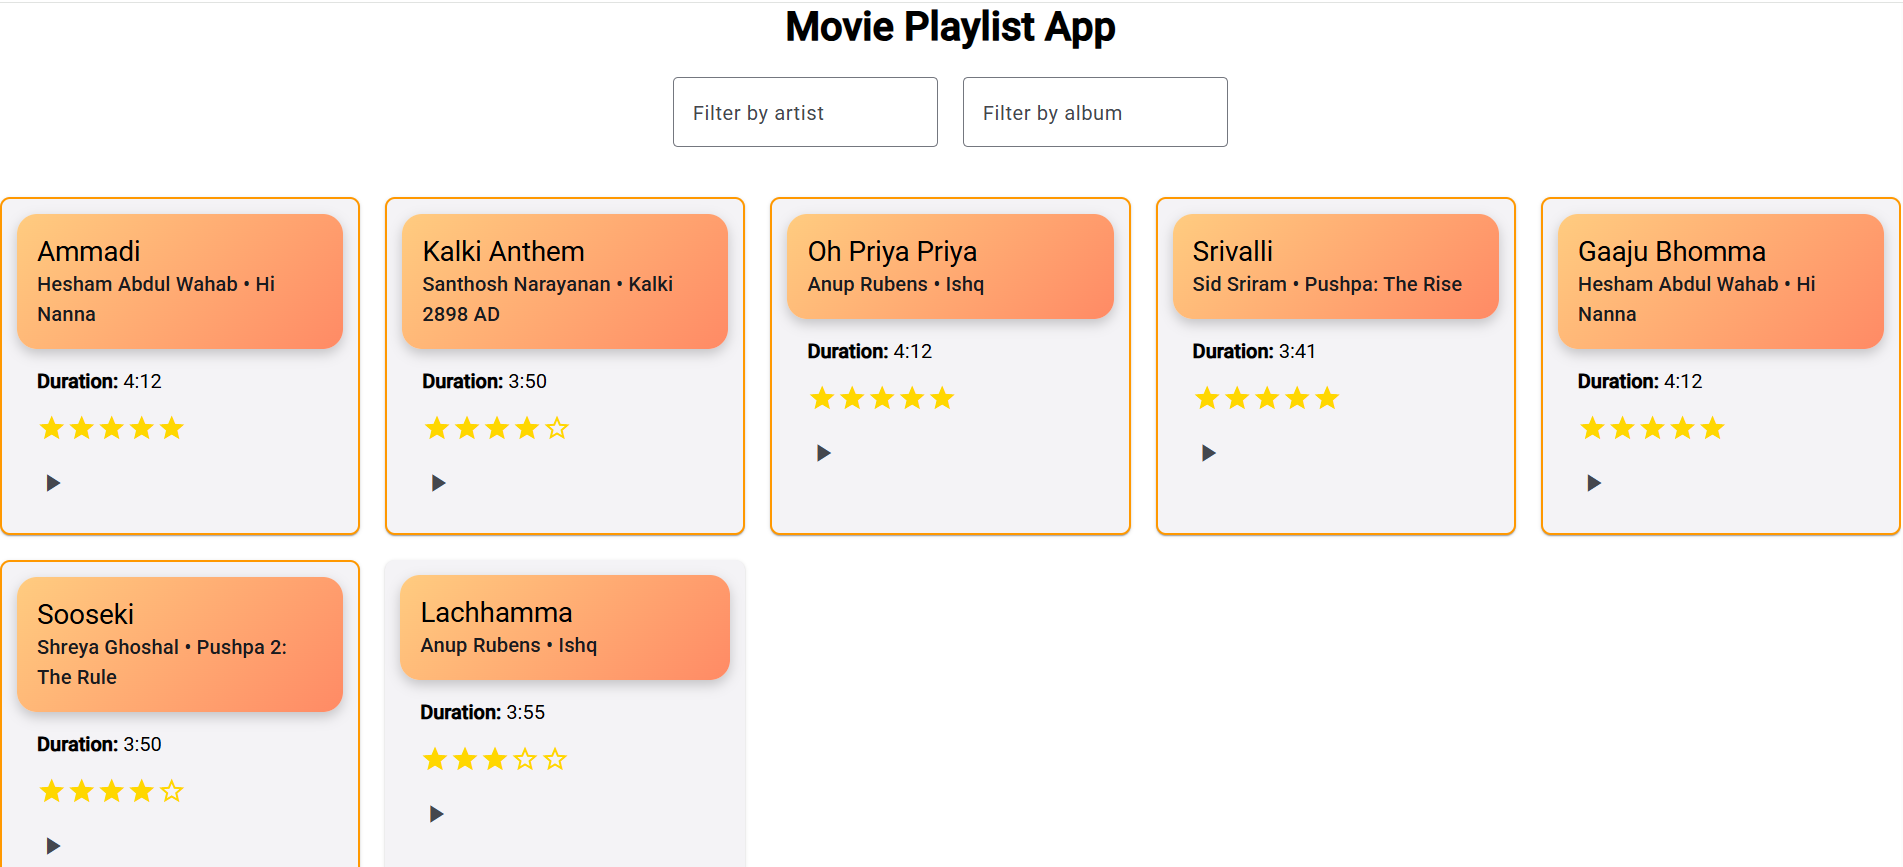 Movie Playlist App
Filter by artist
Filter by album
Ammadi
Hesham Abdul Wahab • Hi
Nanna
Duration: 4:12
Kalki Anthem
Santhosh Narayanan • Kalki
2898 AD
Duration: 3:50
Oh Priya Priya
Anup Rubens • Ishq
Duration: 4:12
Srivalli
Sid Sriram • Pushpa: The Rise
Duration: 3:41
Gaaju Bhomma
Hesham Abdul Wahab • Hi
Nanna
Duration: 4:12
Sooseki
Shreya Ghoshal • Pushpa 2:
The Rule
Duration: 3:50
Lachhamma
Anup Rubens • Ishq
Duration: 3:55